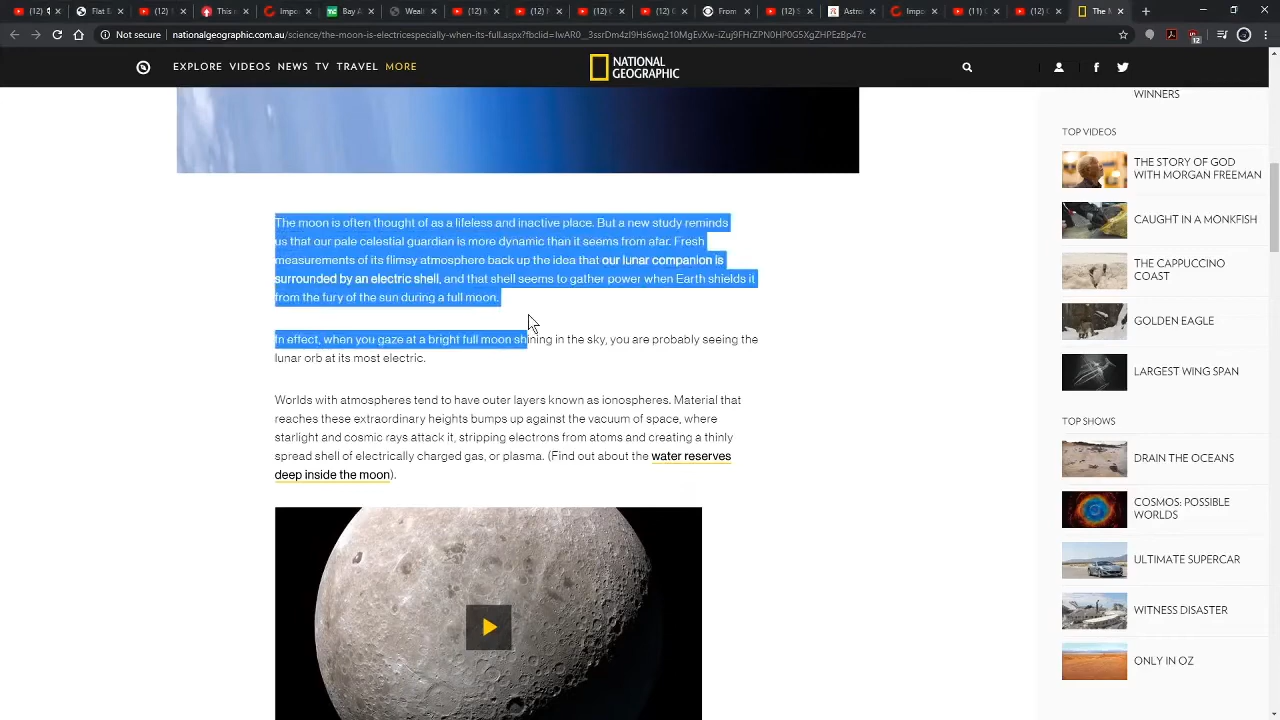 Flat E
This
Impo
Bay A
Wealt
From
Astro
Impo
The M
Not secure
nationalgeographic.com.au/science/the-moon-is-electricespecially-when-its-full.aspx?fbclid=
12
EXPLORE VIDEOS NEWS TV TRAVEL MORE
NATIONAL
GEOGRAPHIC
The moon is often thought of as a lifeless and inactive place. But a new study reminds
us that our pale celestial guardian is more dynamic than it seems from afar. Fresh
measurements of its flimsy atmosphere back up the idea that our lunar companion is
surrounded by an electric shell, and that shell seems to gather power when Earth shields it
from the fury of the sun during a full moon.
In effect, when you gaze at a bright full moon shining in the sky, you are probably seeing the
lunar orb at its most electric.
Worlds with atmospheres tend to have outer layers known as ionospheres. Material that
reaches these extraordinary heights bumps up against the vacuum of space, where
starlight and cosmic rays attack it, stripping electrons from atoms and creating a thinly
spread shell of electrically charged gas, or plasma. (Find out about the water reserves
deep inside the moon).
WINNERS
TOP VIDEOS
THE STORY OF GOD
WITH MORGAN FREEMAN
CAUGHT IN A MONKFISH
THE CAPPUCCINO
COAST
GOLDEN EAGLE
LARGEST WING SPAN
TOP SHOWS
DRAIN THE OCEANS
COSMOS: POSSIBLE
WORLDS
ULTIMATE SUPERCAR
WITNESS DISASTER
ONLY IN OZ